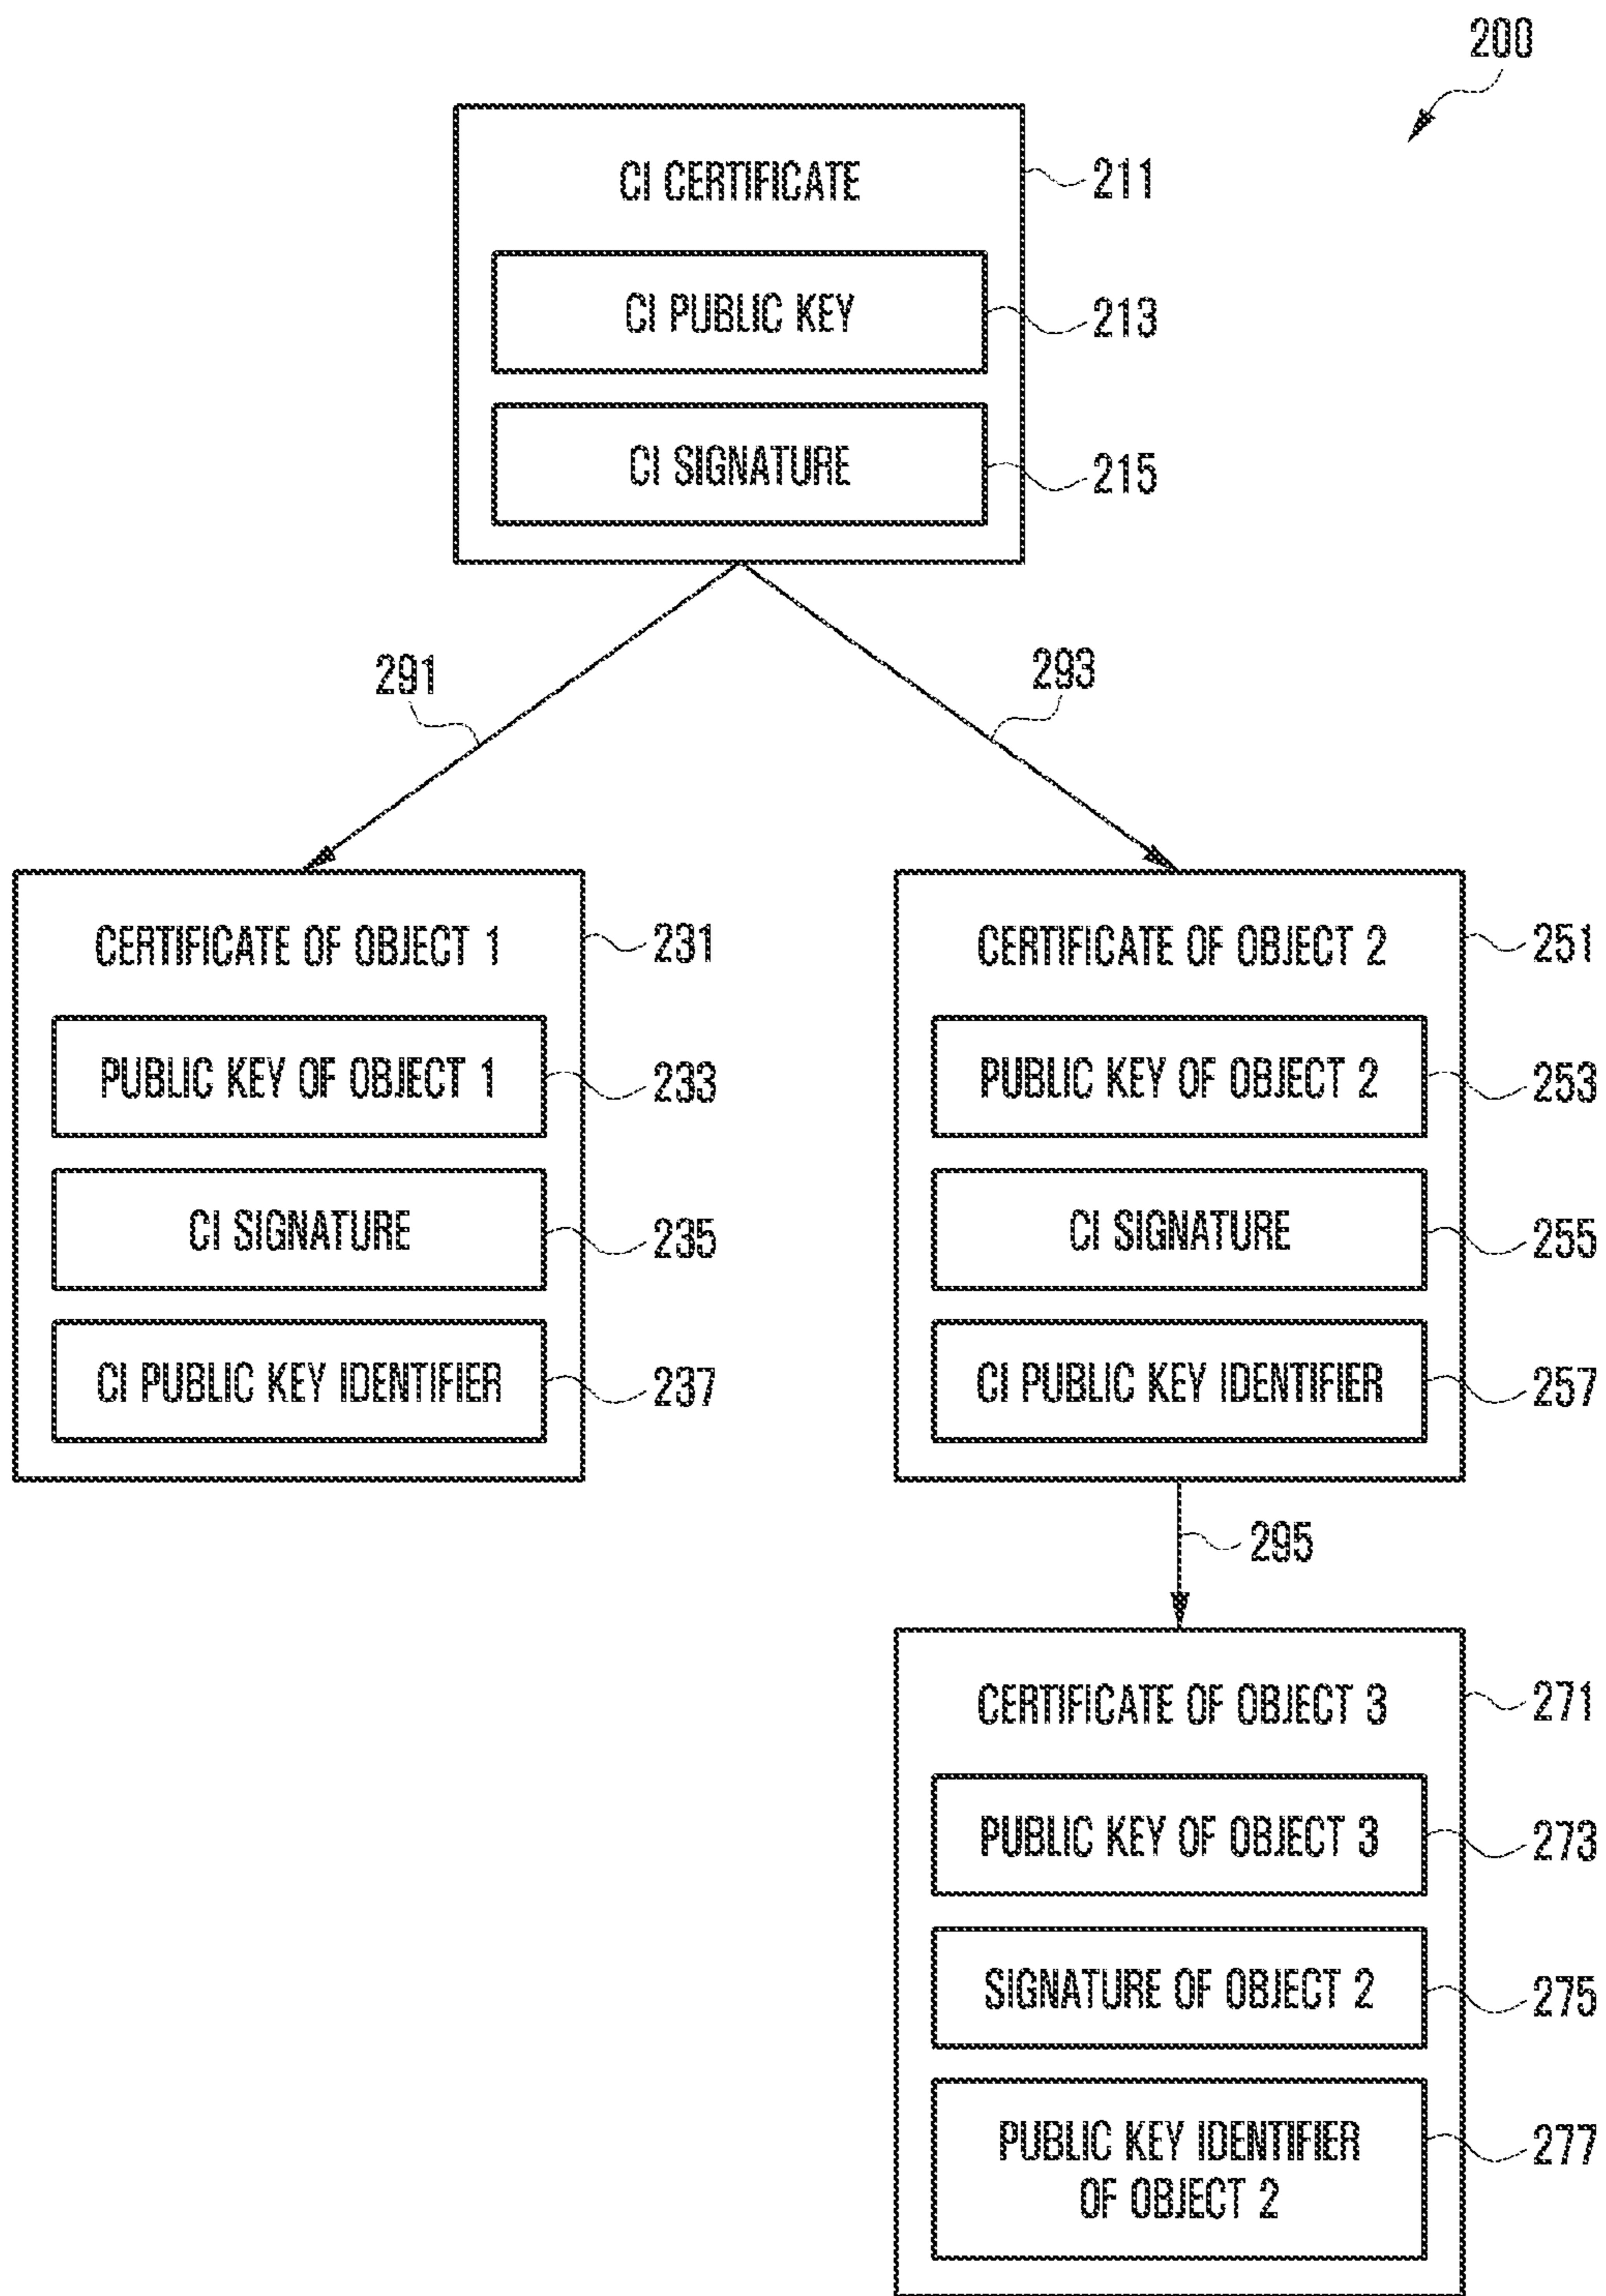 200
CI CERTIFICATE
211
CI PUBLIC KEY
213
CI SIGNATURE
215
291
293
CERTIFICATE OF OBJECT 1
231
PUBLIC KEY OF OBJECT 1
233
CI SIGNATURE
235
CI PUBLIC KEY IDENTIFIER
237
CERTIFICATE OF OBJECT 2
251
PUBLIC KEY OF OBJECT 2
253
CI SIGNATURE
255
CI PUBLIC KEY IDENTIFIER
257
295
CERTIFICATE OF OBJECT 3
271
PUBLIC KEY OF OBJECT 3
273
SIGNATURE OF OBJECT 2
275
PUBLIC KEY IDENTIFIER
OF OBJECT 2
277